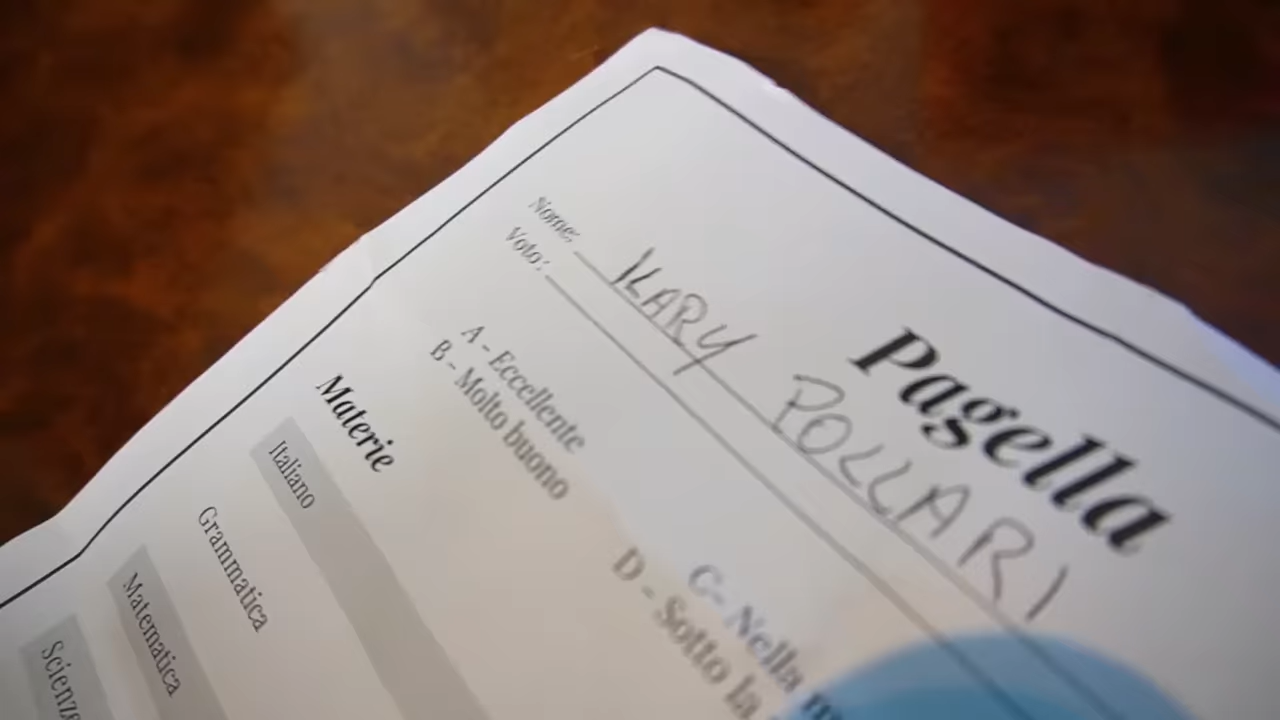 Pagella
Nome: ILARY POLLARI
Voto:
A - Eccellente
B - Molto buono
C- Nella
D - Sotto la
Materie
Italiano
Grammatica
Matematica